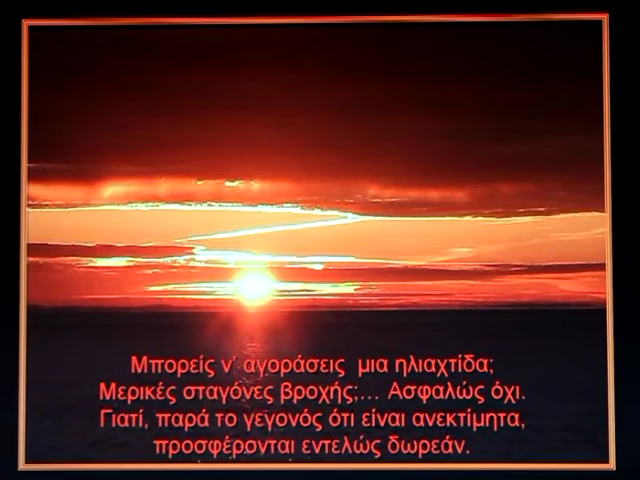 Μπορείς ν' αγοράσεις μια ηλιαχτίδα;
Μερικές σταγόνες βροχής;... Ασφαλώς όχι.
Γιατί, παρά το γεγονός ότι είναι ανεκτίμητα,
προσφέρονται εντελώς δωρεάν.